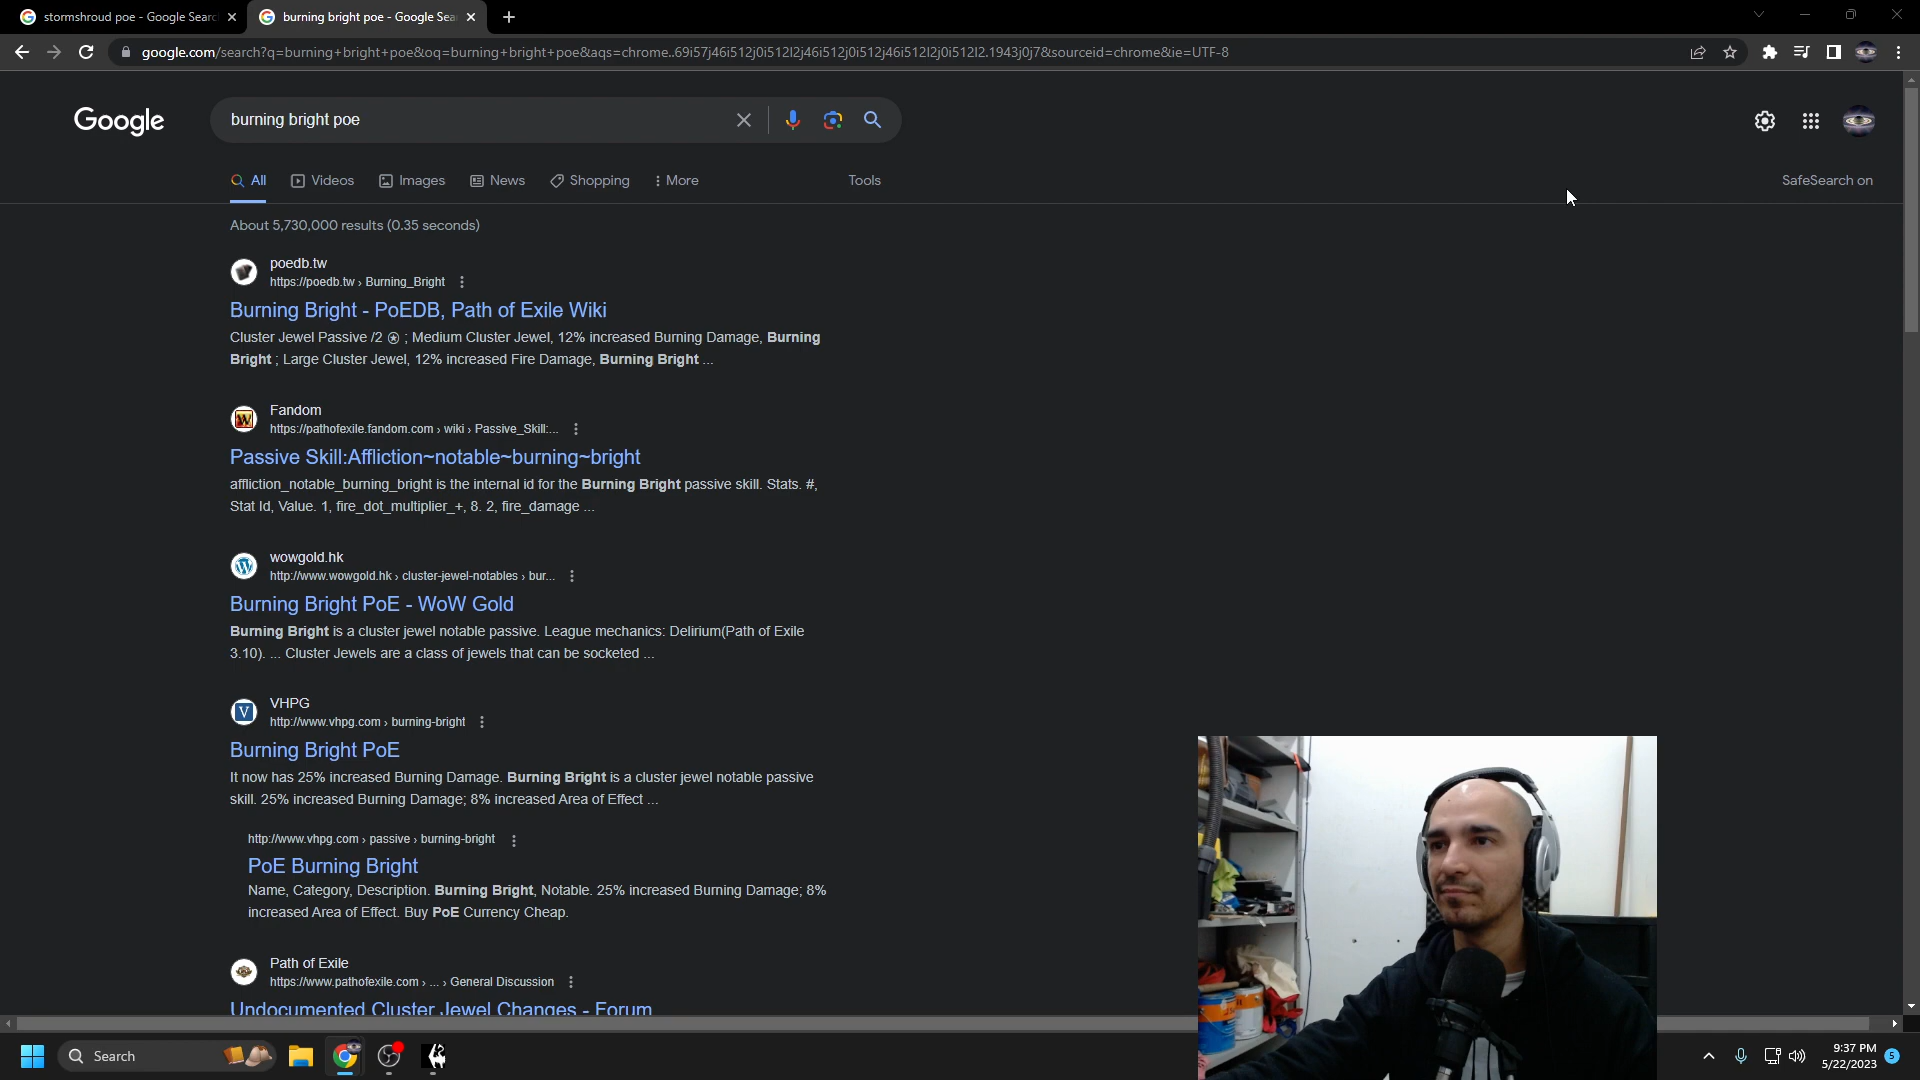 stormshroud poe - Google Searc
burning bright poe - Google Sea
google.com/search?q=burning+bright+poe&oq=burning+bright+poe&aqs=chrome..69i57j46i512j0i512l2j46i512j0i512j46i512l2j0i512l2.1943j0j7&sourceid=chrome&ie=UTF-8
Google
burning bright poe
All Videos Images News Shopping More Tools SafeSearch on
About 5,730,000 results (0.35 seconds)
poedb.tw
https://poedb.tw › Burning_Bright
Burning Bright - PoEDB, Path of Exile Wiki
Cluster Jewel Passive /2 ⍟ ; Medium Cluster Jewel, 12% increased Burning Damage, Burning
Bright ; Large Cluster Jewel, 12% increased Fire Damage, Burning Bright ...
Fandom
https://pathofexile.fandom.com › wiki › Passive_Skill:...
Passive Skill:Affliction~notable~burning~bright
affliction_notable_burning_bright is the internal id for the Burning Bright passive skill. Stats. #,
Stat Id, Value. 1, fire_dot_multiplier_+, 8. 2, fire_damage ...
wowgold.hk
http://www.wowgold.hk › cluster-jewel-notables › bur...
Burning Bright PoE - WoW Gold
Burning Bright is a cluster jewel notable passive. League mechanics: Delirium(Path of Exile
3.10). ... Cluster Jewels are a class of jewels that can be socketed ...
V
VHPG
http://www.vhpg.com › burning-bright
Burning Bright PoE
It now has 25% increased Burning Damage. Burning Bright is a cluster jewel notable passive
skill. 25% increased Burning Damage; 8% increased Area of Effect ...
http://www.vhpg.com › passive › burning-bright
PoE Burning Bright
Name, Category, Description. Burning Bright, Notable. 25% increased Burning Damage; 8%
increased Area of Effect. Buy PoE Currency Cheap.
Path of Exile
https://www.pathofexile.com › ... › General Discussion
Undocumented Cluster Jewel Changes - Forum
Search
9:37 PM
5/22/2023
5